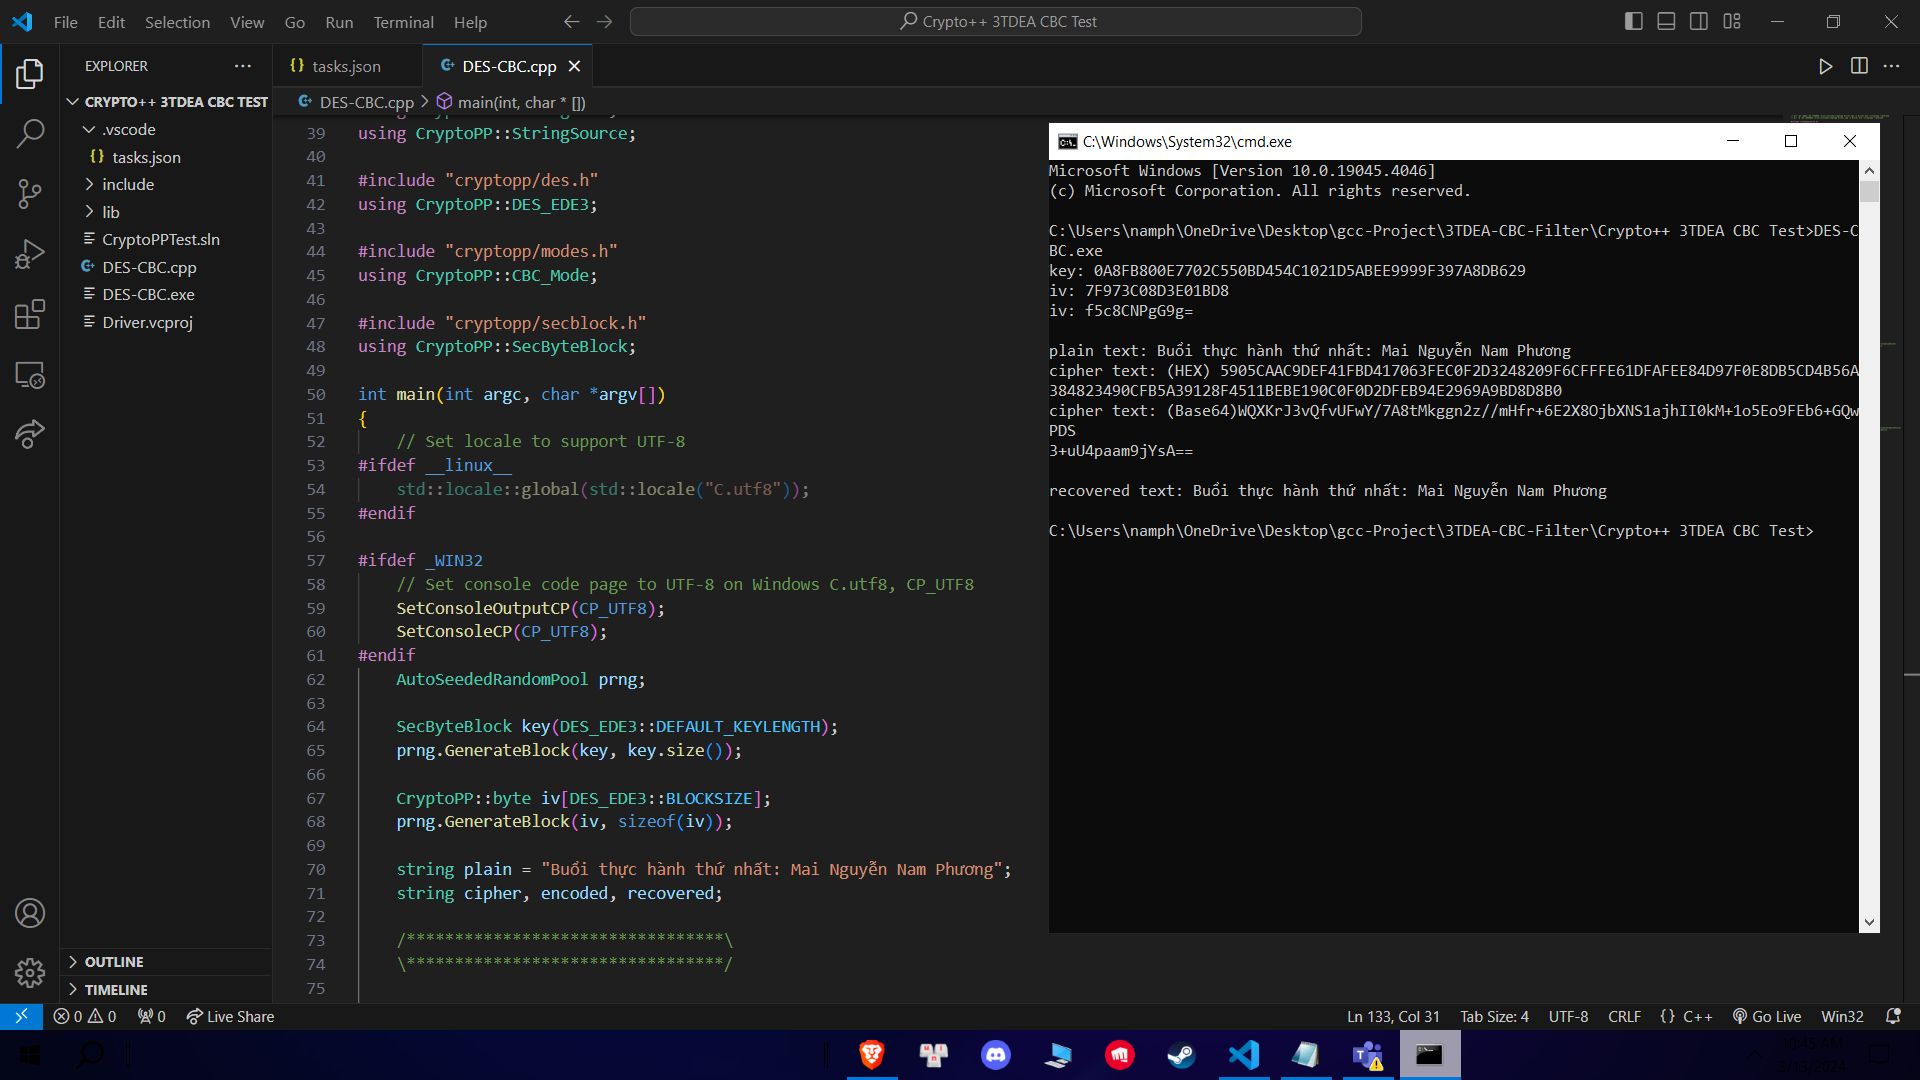 File Edit Selection View Go Run Terminal Help
Crypto++ 3TDEA CBC Test
EXPLORER
CRYPTO++ 3TDEA CBC TEST
.vscode
tasks.json
include
lib
CryptoPPTest.sln
DES-CBC.cpp
DES-CBC.exe
Driver.vcproj
OUTLINE
TIMELINE
tasks.json
DES-CBC.cpp
DES-CBC.cpp > main(int, char * [])
39 using CryptoPP::StringSource;
40
41 #include "cryptopp/des.h"
42 using CryptoPP::DES_EDE3;
43
44 #include "cryptopp/modes.h"
45 using CryptoPP::CBC_Mode;
46
47 #include "cryptopp/secblock.h"
48 using CryptoPP::SecByteBlock;
49
50 int main(int argc, char *argv[])
51 {
52 // Set locale to support UTF-8
53 #ifdef __linux__
54 std::locale::global(std::locale("C.utf8"));
55 #endif
56
57 #ifdef _WIN32
58 // Set console code page to UTF-8 on Windows C.utf8, CP_UTF8
59 SetConsoleOutputCP(CP_UTF8);
60 SetConsoleCP(CP_UTF8);
61 #endif
62 AutoSeededRandomPool prng;
63
64 SecByteBlock key(DES_EDE3::DEFAULT_KEYLENGTH);
65 prng.GenerateBlock(key, key.size());
66
67 CryptoPP::byte iv[DES_EDE3::BLOCKSIZE];
68 prng.GenerateBlock(iv, sizeof(iv));
69
70 string plain = "Buổi thực hành thứ nhất: Mai Nguyễn Nam Phương";
71 string cipher, encoded, recovered;
72
73 /*********************************\
74 \*********************************/
75
C:\Windows\System32\cmd.exe
Microsoft Windows [Version 10.0.19045.4046]
(c) Microsoft Corporation. All rights reserved.
C:\Users\namph\OneDrive\Desktop\gcc-Project\3TDEA-CBC-Filter\Crypto++ 3TDEA CBC Test>DES-C
BC.exe
key: 0A8FB800E7702C550BD454C1021D5ABEE9999F397A8DB629
iv: 7F973C08D3E01BD8
iv: f5c8CNPgG9g=
plain text: Buổi thực hành thứ nhất: Mai Nguyễn Nam Phương
cipher text: (HEX) 5905CAAC9DEF41FBD417063FEC0F2D3248209F6CFFFE61DFAFEE84D97F0E8DB5CD4B56A
384823490CFB5A39128F4511BEBE190C0F0D2DFEB94E2969A9BD8D8B0
cipher text: (Base64)WQXKrJ3vQfvUFwY/7A8tMkggn2z//mHfr+6E2X8OjbXNS1ajhII0kM+1o5Eo9FEb6+GQw
PDS
3+uU4paam9jYsA==
recovered text: Buổi thực hành thứ nhất: Mai Nguyễn Nam Phương
C:\Users\namph\OneDrive\Desktop\gcc-Project\3TDEA-CBC-Filter\Crypto++ 3TDEA CBC Test>
0 0 0 Live Share
Ln 133, Col 31 Tab Size: 4 UTF-8 CRLF {} C++ Go Live Win32